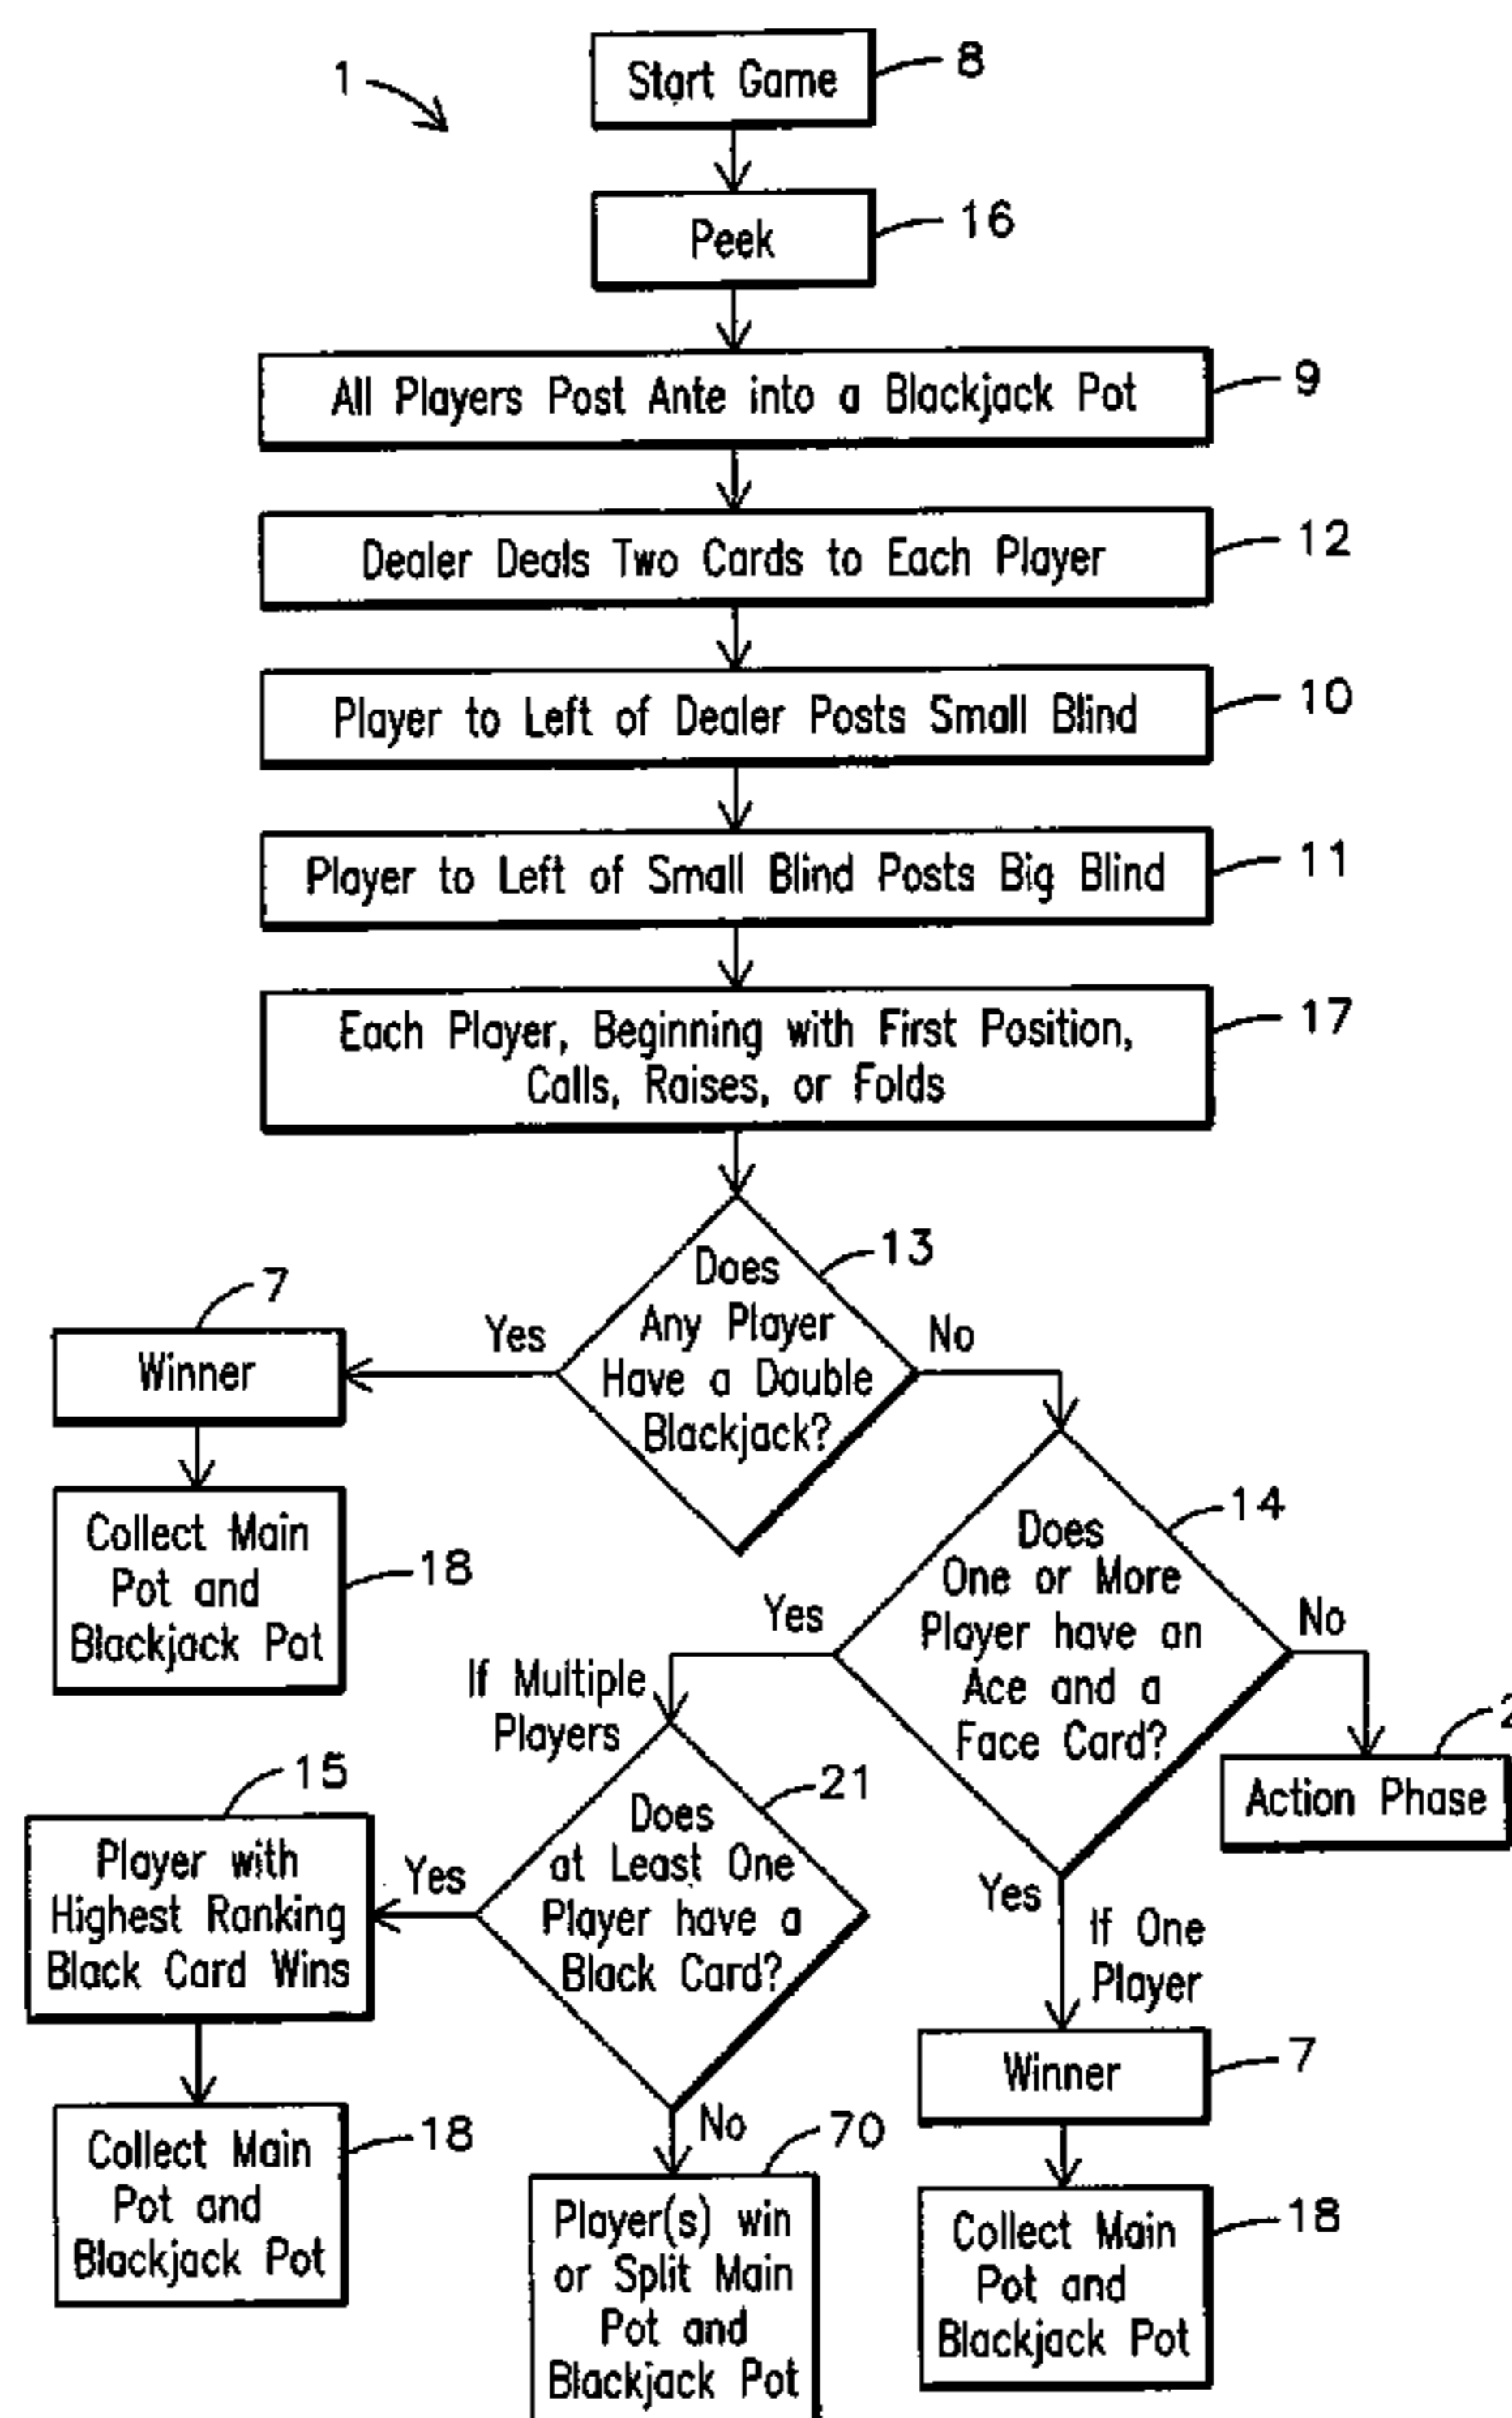 1
Start Game
8
Peek
16
All Players Post Ante into a Blackjack Pot
9
Dealer Deals Two Cards to Each Player
12
Player to Left of Dealer Posts Small Blind
10
Player to Left of Small Blind Posts Big Blind
11
Each Player, Beginning with First Position,
Calls, Raises, or Folds
17
Does
Any Player
Have a Double
Blackjack?
13
Yes
No
7
Winner
Collect Main
Pot and
Blackjack Pot
18
Does
One or More
Player have an
Ace and a
Face Card?
14
Yes
No
If Multiple
Players
2
Action Phase
Does
at Least One
Player have a
Black Card?
21
Yes
15
Player with
Highest Ranking
Black Card Wins
Yes
If One
Player
Winner
7
Collect Main
Pot and
Blackjack Pot
18
No
70
Player(s) win
or Split Main
Pot and
Blackjack Pot
Collect Main
Pot and
Blackjack Pot
18